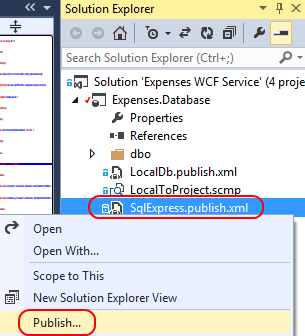 Solution Explorer
Search Solution Explorer (Ctrl+;)
Solution 'Expenses WCF Service' (4 proje
Expenses.Database
Properties
References
dbo
LocalDb.publish.xml
LocalToProject.scmp
SqlExpress.publish.xml
Open
Open With...
Scope to This
New Solution Explorer View
Publish...